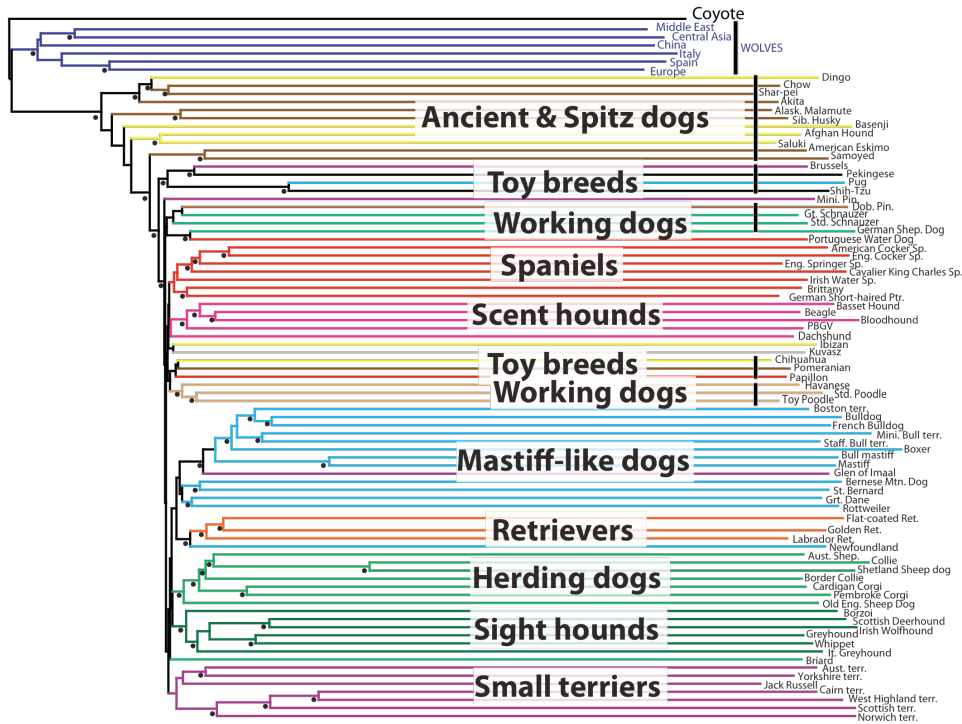 Coyote
Middle East
Central Asia
China
WOLVES
Italy
Spain
Europe
Dingo
Chow
Shar-pei
Akita
Alask. Malamute
Ancient & Spitz dogs
Sib. Husky
Basenji
Afghan Hound
Saluki
American Eskimo
Samoyed
Brussels
Pekingese
Toy breeds
Pug
Shih-Tzu
Mini. Pin.
Dob. Pin.
Gt. Schnauzer
Working dogs
Std. Schnauzer
German Shep. Dog
Portuguese Water Dog
American Cocker Sp.
Eng. Cocker Sp.
Spaniels
Eng. Springer Sp.
Cavalier King Charles Sp.
Irish Water Sp.
Brittany
German Short-haired Ptr.
Basset Hound
Scent hounds
Beagle
Bloodhound
PBGV
Dachshund
Ibizan
Kuvasz
Toy breeds
Chihuahua
Pomeranian
Papillon
Working dogs
Havanese
Std. Poodle
Toy Poodle
Boston terr.
Bulldog
French Bulldog
Mini. Bull terr.
Staff. Bull terr.
Boxer
Mastiff-like dogs
Bull mastiff
Mastiff
Glen of Imaal
Bernese Mtn. Dog
St. Bernard
Grt. Dane
Rottweiler
Flat-coated Ret.
Retrievers
Golden Ret.
Labrador Ret.
Newfoundland
Aust. Shep.
Collie
Shetland Sheep dog
Herding dogs
Border Collie
Cardigan Corgi
Pembroke Corgi
Old Eng. Sheep Dog
Borzoi
Scottish Deerhound
Sight hounds
Irish Wolfhound
Greyhound
Whippet
It. Greyhound
Briard
Aust. terr.
Yorkshire terr.
Small terriers
Jack Russell
Cairn terr.
West Highland terr.
Scottish terr.
Norwich terr.